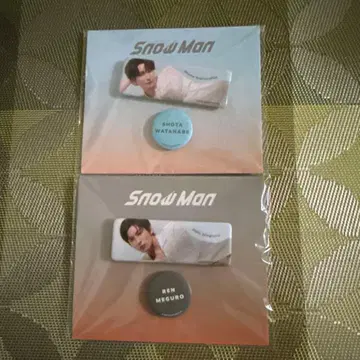 Snow Man
SHOTA
WATANABE
Snow Man
REN
MEGURO